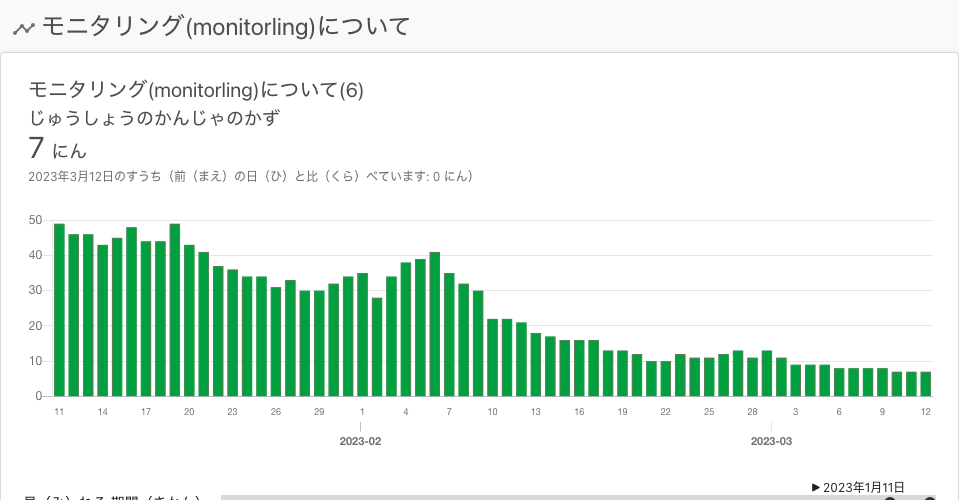 モニタリング(monitorling)について
モニタリング(monitorling)について(6)
じゅうしょうのかんじゃのかず
7 にん
2023年3月12日のすうち（前（まえ）の日（ひ）と比（くら）べています: 0 にん）
50
40
30
20
10
0
11 14 17 20 23 26 29 1 4 7 10 13 16 19 22 25 28 3 6 9 12
2023-02 2023-03
▶ 2023年1月11日